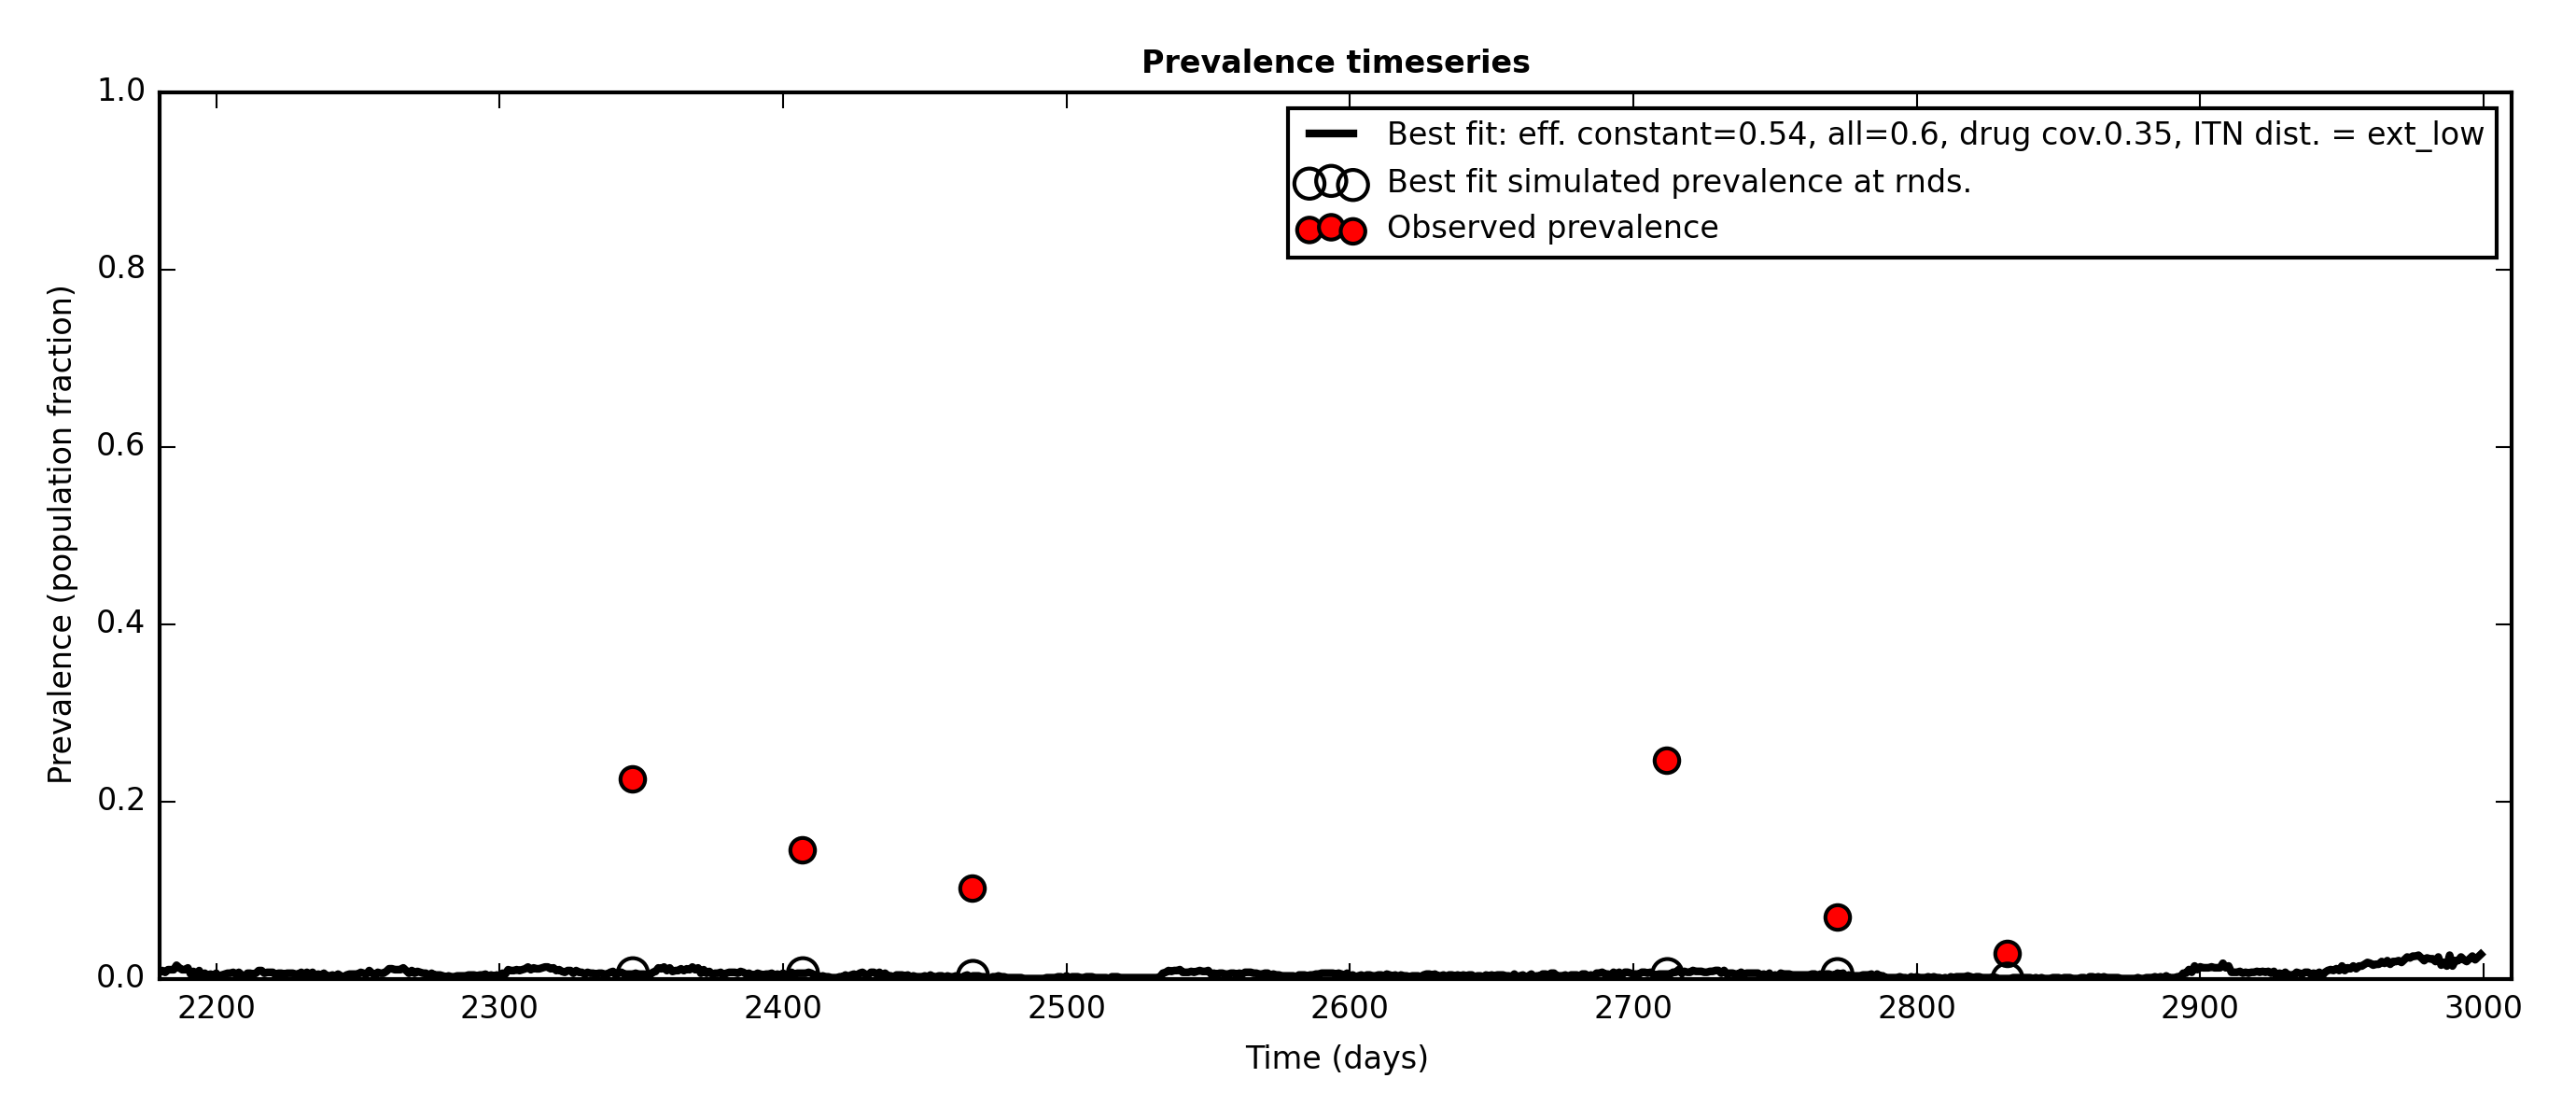 Prevalence timeseries
1.0
0.8
0.6
0.4
0.2
0.0
Prevalence (population fraction)
Best fit: eff. constant=0.54, all=0.6, drug cov.0.35, ITN dist. = ext_low
Best fit simulated prevalence at rnds.
Observed prevalence
2200 2300 2400 2500 2600 2700 2800 2900 3000
Time (days)